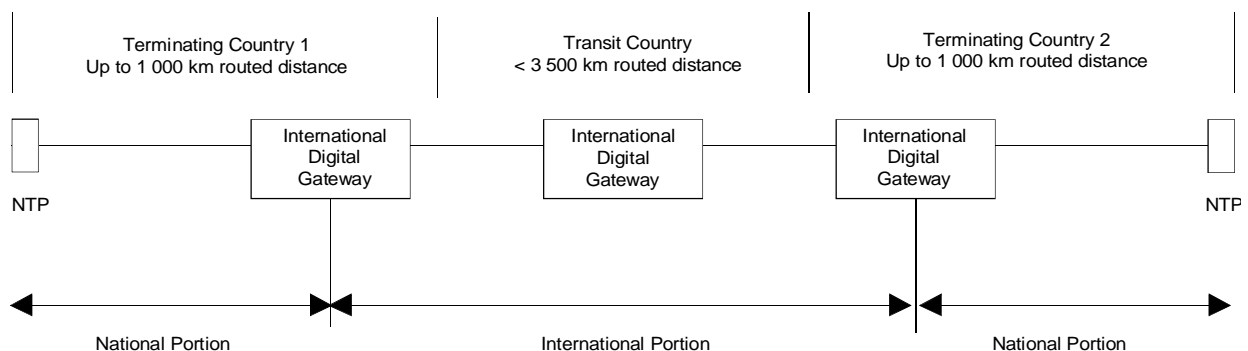 Terminating Country 1
Up to 1 000 km routed distance
Transit Country
< 3 500 km routed distance
Terminating Country 2
Up to 1 000 km routed distance
International
Digital
Gateway
International
Digital
Gateway
International
Digital
Gateway
NTP
NTP
National Portion
International Portion
National Portion